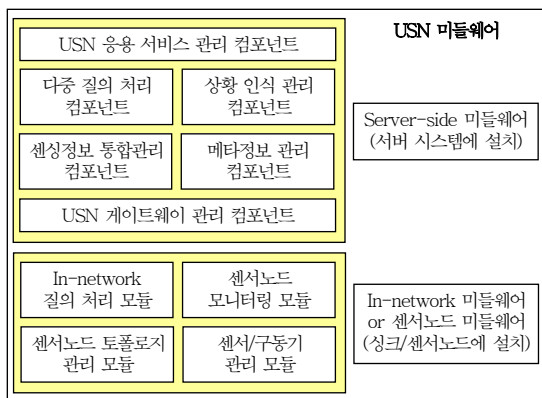 USN 미들웨어
USN 응용 서비스 관리 컴포넌트
다중 질의 처리
컴포넌트
상황 인식 관리
컴포넌트
센싱정보 통합관리
컴포넌트
메타정보 관리
컴포넌트
USN 게이트웨이 관리 컴포넌트
Server-side 미들웨어
(서버 시스템에 설치)
In-network
질의 처리 모듈
센서노드
모니터링 모듈
센서노드 토폴로지
관리 모듈
센서/구동기
관리 모듈
In-network 미들웨어
or 센서노드 미들웨어
(싱크/센서노드에 설치)